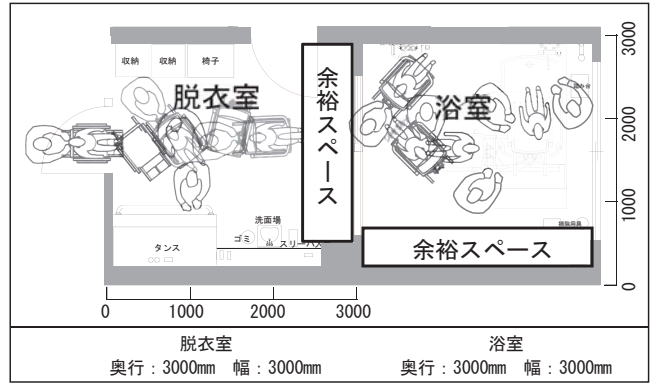 収納
収納
椅子
脱衣室
余裕スペース
浴室
洗面場
ゴミ
スリーパス
タンス
余裕スペース
3000
2000
1000
0
0
1000
2000
3000
脱衣室
奥行：3000mm　幅：3000mm
浴室
奥行：3000mm　幅：3000mm